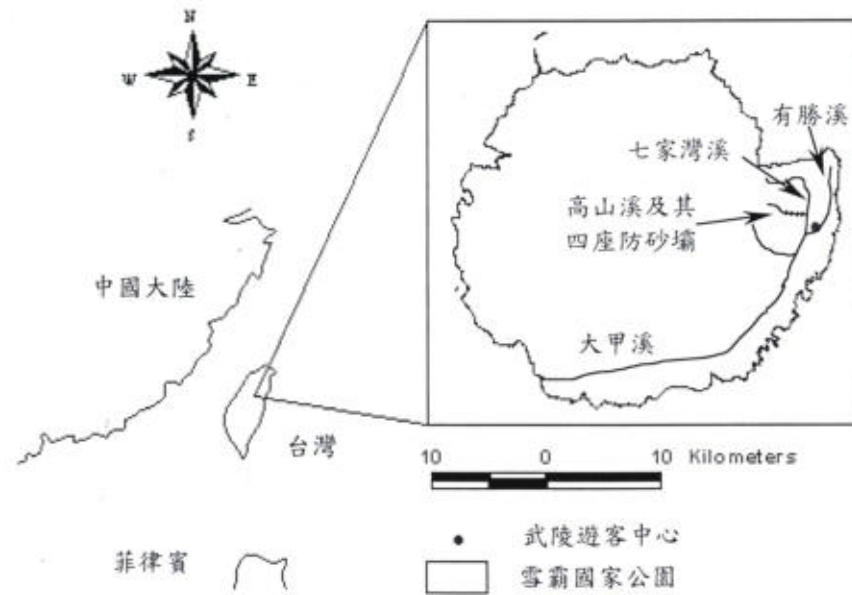 N
W
E
S
有勝溪
七家灣溪
高山溪及其
四座防砂壩
中國大陸
大甲溪
台灣
10 0 10 Kilometers
武陵遊客中心
菲律賓
雪霸國家公園